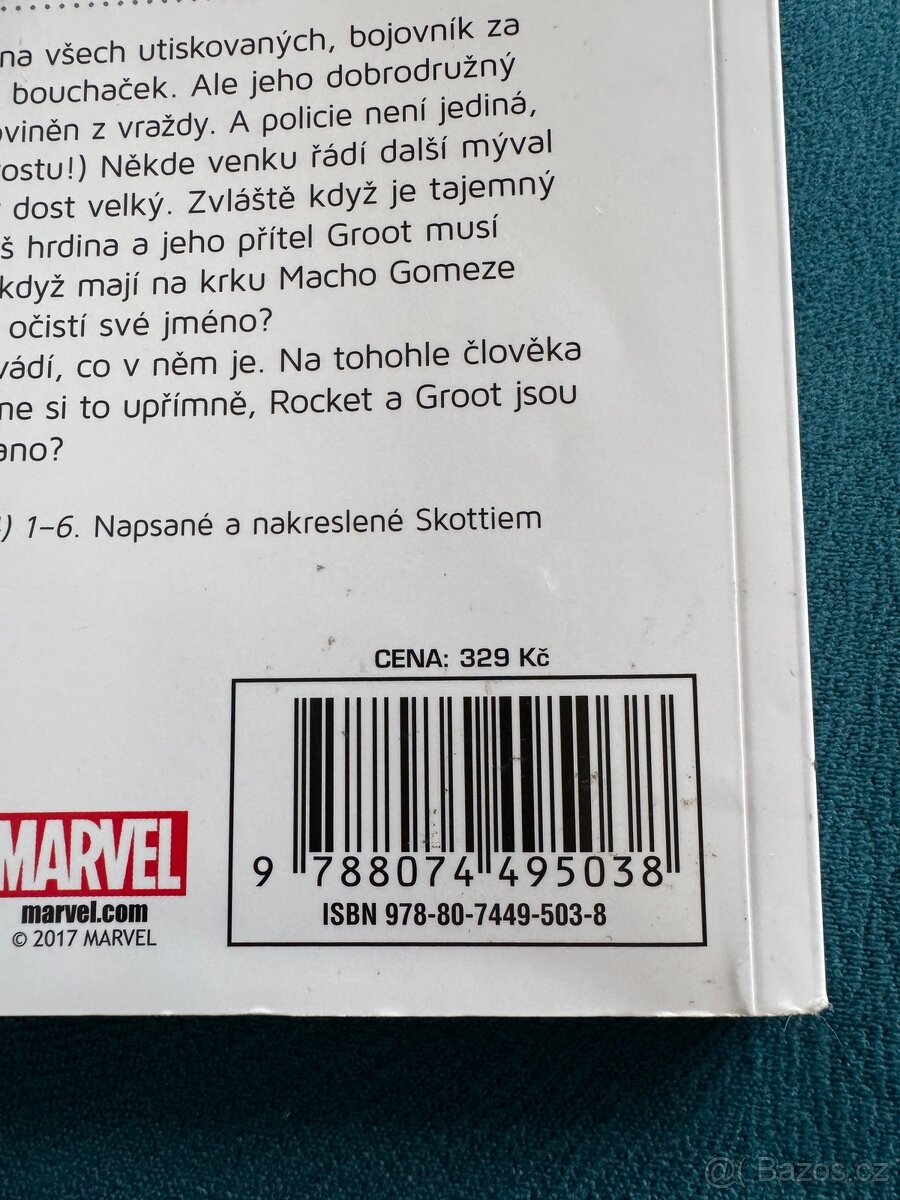 na všech utiskovaných, bojovník za
bouchaček. Ale jeho dobrodružný
viněn z vraždy. A policie není jediná,
rostu!) Někde venku řádí další mýval
dost velký. Zvláště když je tajemný
š hrdina a jeho přítel Groot musí
když mají na krku Macho Gomeze
očistí své jméno?
vádí, co v něm je. Na tohohle člověka
ne si to upřímně, Rocket a Groot jsou
ano?
) 1–6. Napsané a nakreslené Skottiem
CENA: 329 Kč
9 788074 495038
ISBN 978-80-7449-503-8
MARVEL
marvel.com
© 2017 MARVEL
@ Bazos.cz